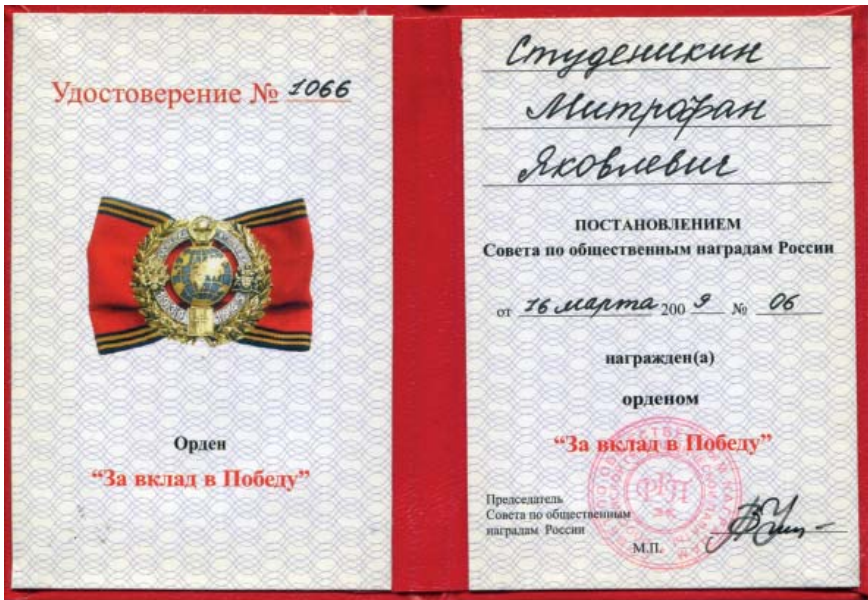 Удостоверение № 1066
Орден
“За вклад в Победу”
Студеникин
Митрофан
Яковлевич
ПОСТАНОВЛЕНИЕМ
Совета по общественным наградам России
от 16 марта 2009 № 06
награжден(а)
орденом
“За вклад в Победу”
Председатель
Совета по общественным
наградам России
М.П.